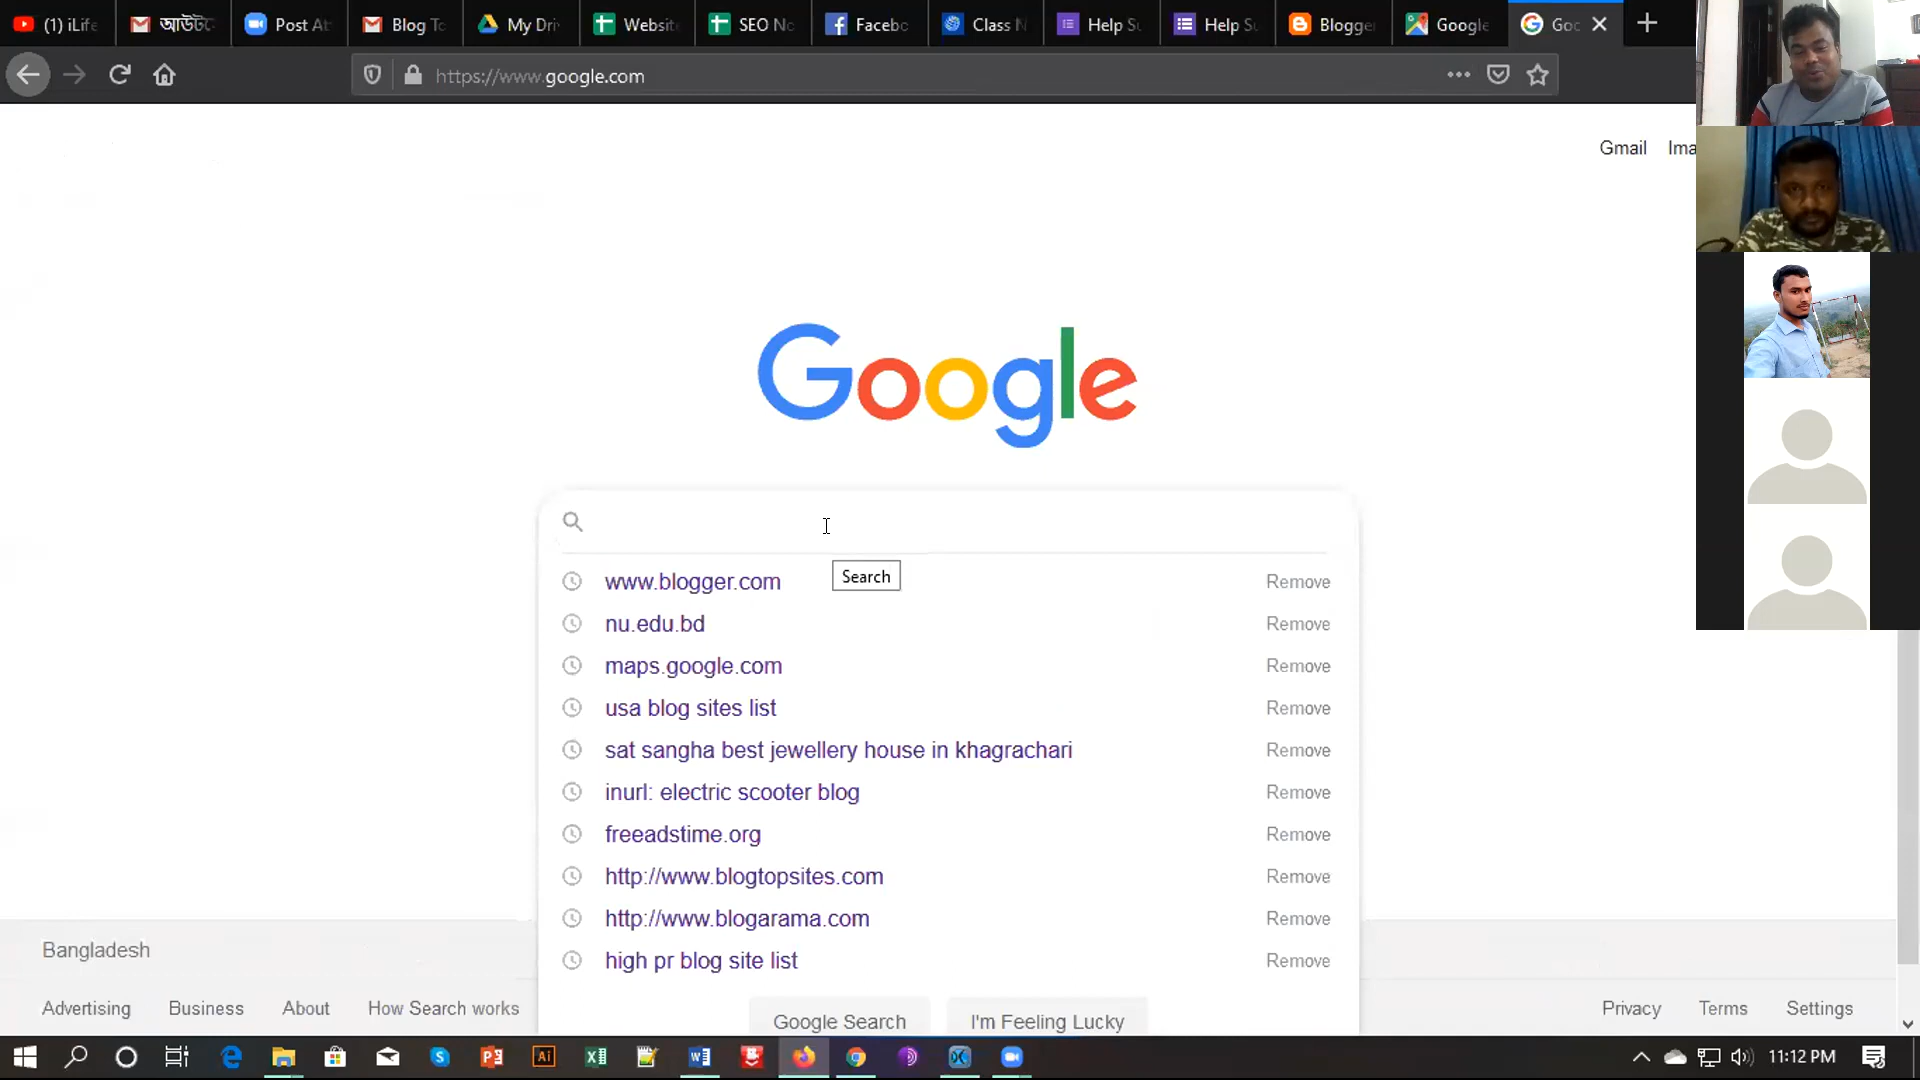 (1) iLife
আউট
Post At
Blog To
My Dri
Website
SEO No
Facebo
Class N
Help Su
Help Su
Blogger
Google
Goo
https://www.google.com
Gmail Ima
Google
Search
www.blogger.com Remove
nu.edu.bd Remove
maps.google.com Remove
usa blog sites list Remove
sat sangha best jewellery house in khagrachari Remove
inurl: electric scooter blog Remove
freeadstime.org Remove
http://www.blogtopsites.com Remove
http://www.blogarama.com Remove
high pr blog site list Remove
Google Search I'm Feeling Lucky
Bangladesh
Advertising Business About How Search works Privacy Terms Settings
11:12 PM